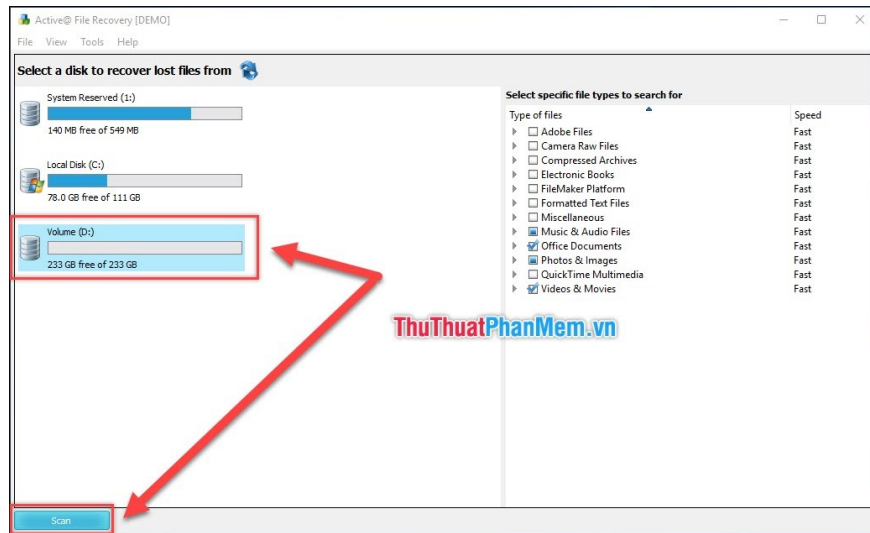 Active@ File Recovery [DEMO]
File View Tools Help
Select a disk to recover lost files from
System Reserved (1:)
140 MB free of 549 MB
Local Disk (C:)
78.0 GB free of 111 GB
Volume (D:)
233 GB free of 233 GB
Select specific file types to search for
Type of files Speed
Adobe Files Fast
Camera Raw Files Fast
Compressed Archives Fast
Electronic Books Fast
FileMaker Platform Fast
Formatted Text Files Fast
Miscellaneous Fast
Music & Audio Files Fast
Office Documents Fast
Photos & Images Fast
QuickTime Multimedia Fast
Videos & Movies Fast
ThuThuatPhanMem.vn
Scan